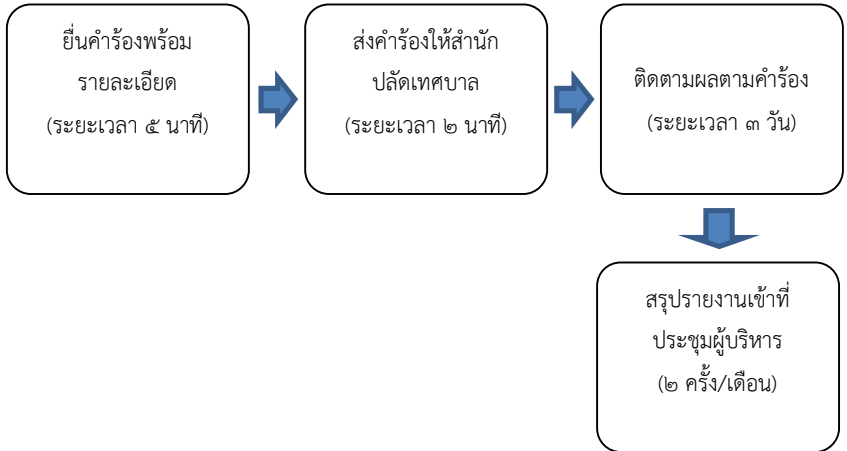 ยื่นคำร้องพร้อม
รายละเอียด
(ระยะเวลา ๕ นาที)
ส่งคำร้องให้สำนัก
ปลัดเทศบาล
(ระยะเวลา ๒ นาที)
ติดตามผลตามคำร้อง
(ระยะเวลา ๓ วัน)
สรุปรายงานเข้าที่
ประชุมผู้บริหาร
(๒ ครั้ง/เดือน)